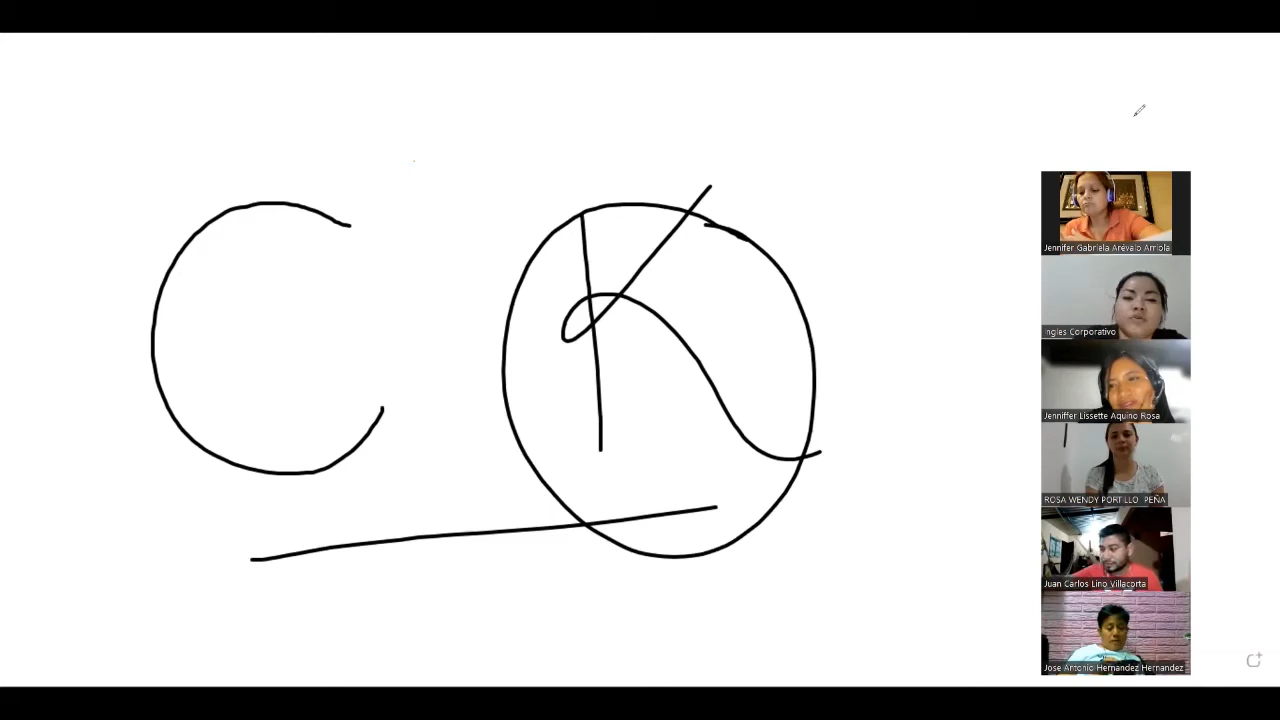 C K
Jennifer Gabriela Arévalo Arriola
Ingles Corporativo
Jenniffer Lissette Aquino Rosa
ROSA WENDY PORTILLO PEÑA
Juan Carlos Lino Villacorta
Jose Antonio Hernandez Hernandez